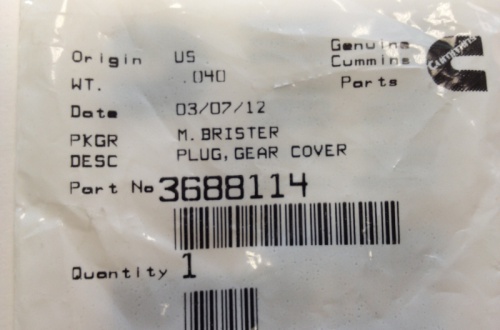 Origin US
Genuine
Cummins
Parts
WT. .040
Date 03/07/12
PKGR M. BRISTER
DESC PLUG, GEAR COVER
Part No 3688114
Quantity 1
Cummins